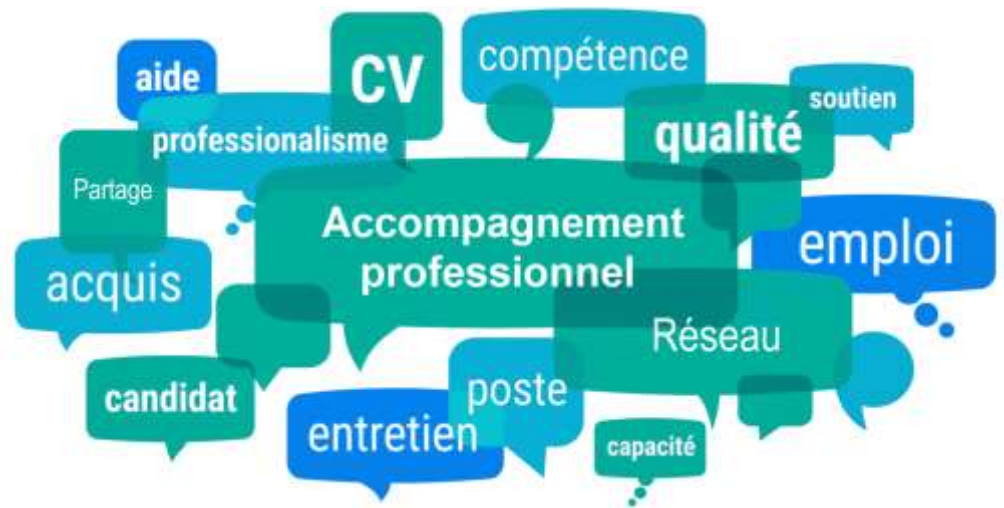 compétence
CV
aide
soutien
professionalisme
qualité
Partage
Accompagnement
professionnel
emploi
acquis
Réseau
poste
candidat
entretien
capacité